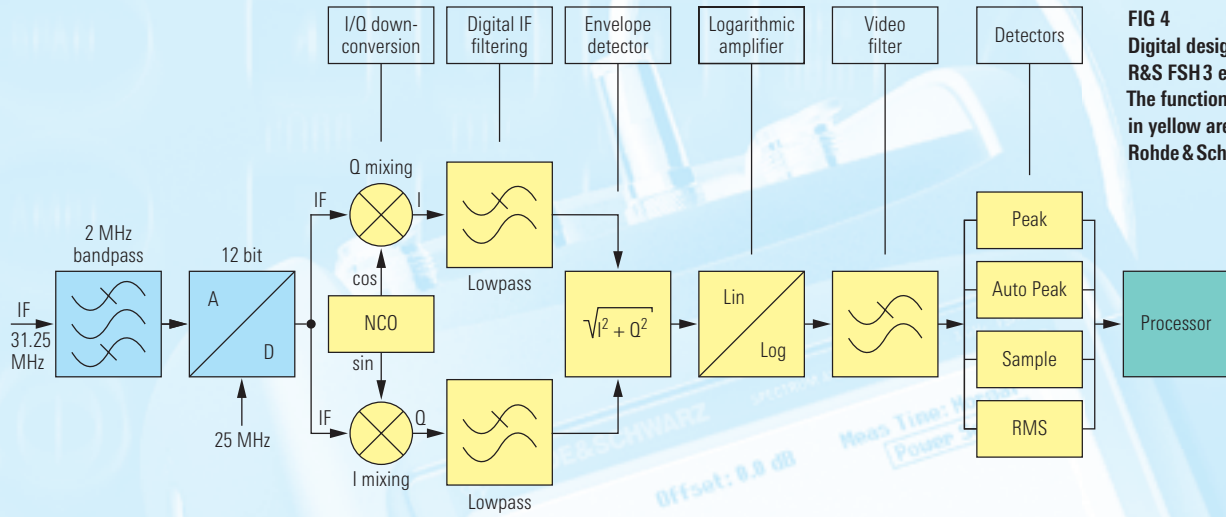 I/Q down-
conversion
Digital IF
filtering
Envelope
detector
Logarithmic
amplifier
Video
filter
Detectors
FIG 4
Digital desig
R&S FSH3 e
The function
in yellow are
Rohde & Sch
Q mixing
IF
I
2 MHz
bandpass
12 bit
cos
Lowpass
Peak
IF
31.25
MHz
A
D
NCO
√I² + Q²
Lin
Log
Auto Peak
Processor
sin
Sample
25 MHz
IF
Q
RMS
I mixing
Lowpass
Meas Time:
Power
Offset: 0.0 dB